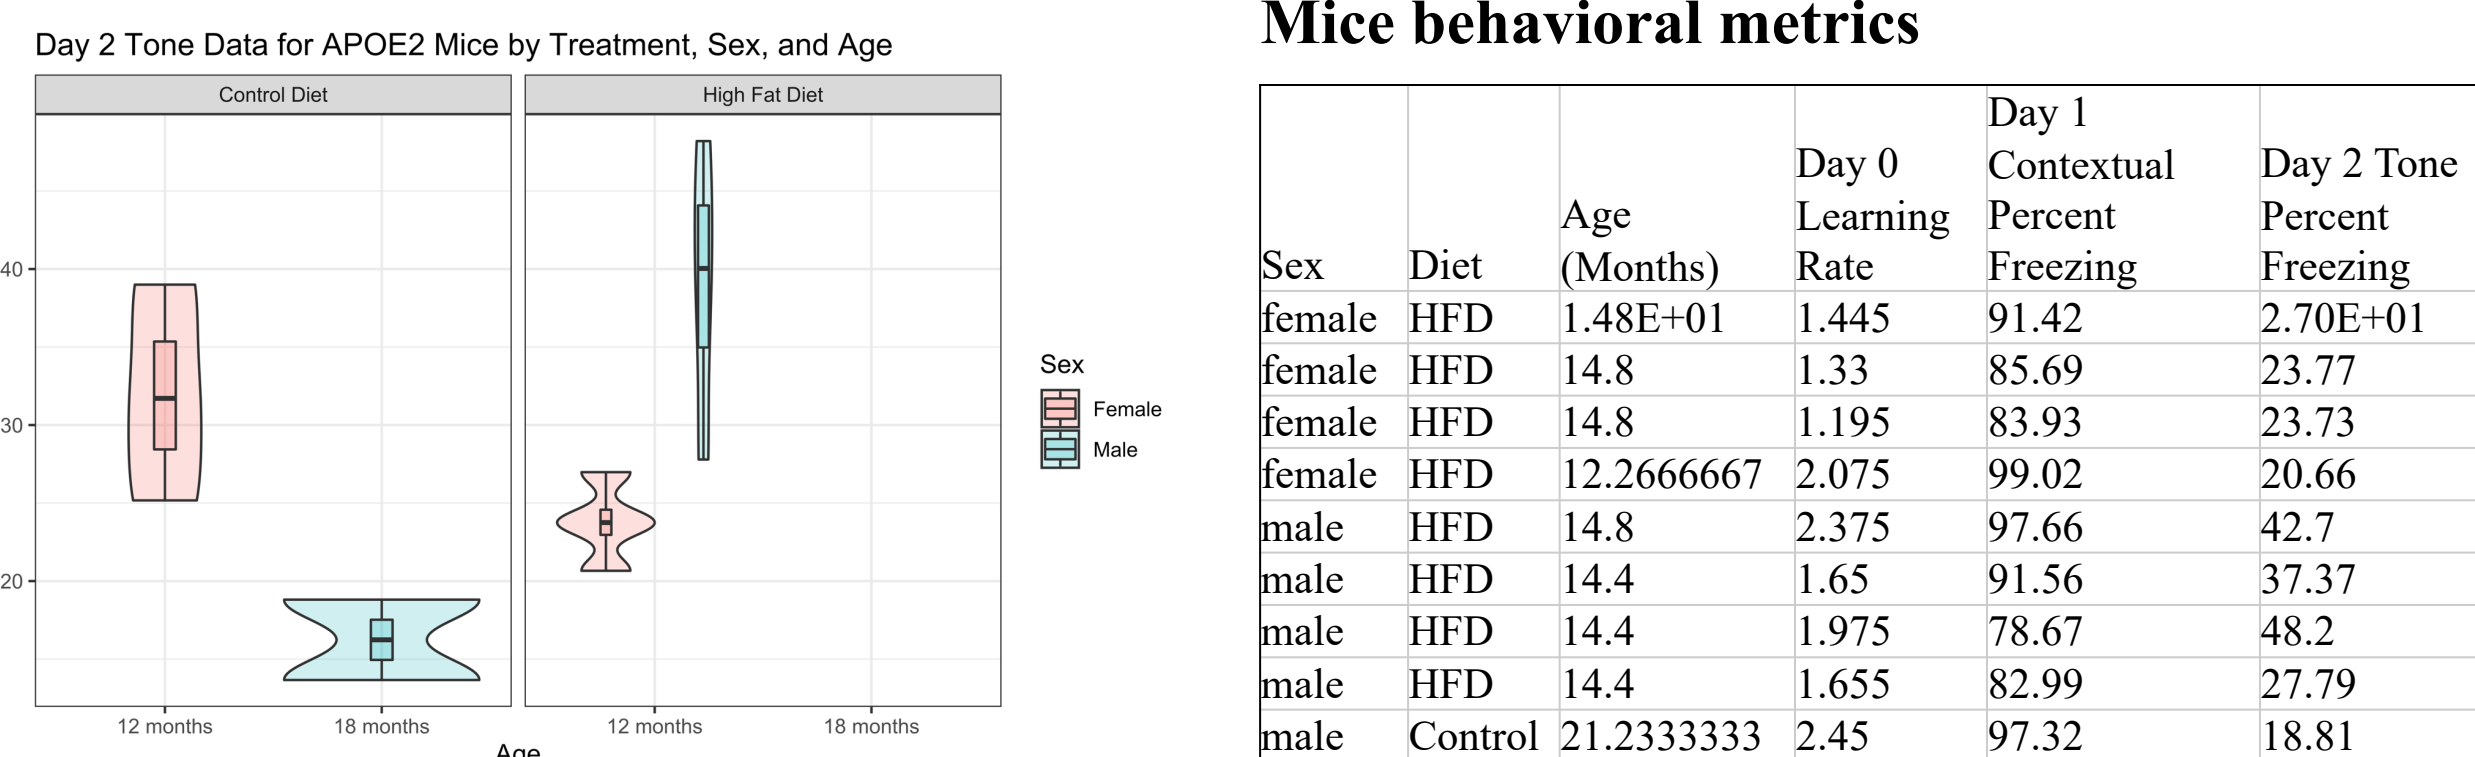 Day 2 Tone Data for APOE2 Mice by Treatment, Sex, and Age
Control Diet
High Fat Diet
40
30
20
12 months
18 months
12 months
18 months
Age
Sex
Female
Male
Mice behavioral metrics
Sex Diet Age (Months) Day 0 Learning Rate Day 1 Contextual Percent Freezing Day 2 Tone Percent Freezing
female HFD 1.48E+01 1.445 91.42 2.70E+01
female HFD 14.8 1.33 85.69 23.77
female HFD 14.8 1.195 83.93 23.73
female HFD 12.2666667 2.075 99.02 20.66
male HFD 14.8 2.375 97.66 42.7
male HFD 14.4 1.65 91.56 37.37
male HFD 14.4 1.975 78.67 48.2
male HFD 14.4 1.655 82.99 27.79
male Control 21.2333333 2.45 97.32 18.81